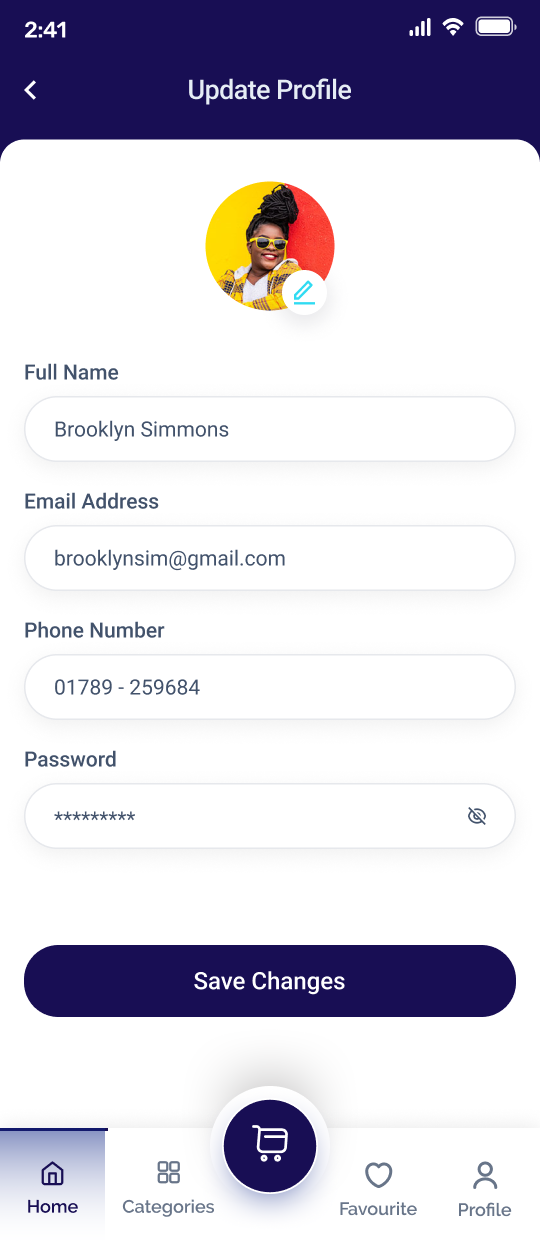 2:41
Update Profile
Full Name
Brooklyn Simmons
Email Address
brooklynsim@gmail.com
Phone Number
01789 - 259684
Password
*********
Save Changes
Home
Categories
Favourite
Profile